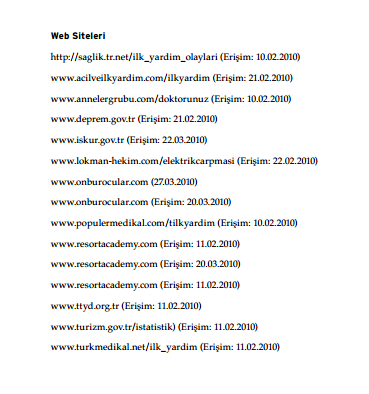 Web Siteleri
http://saglik.tr.net/ilk_yardim_olaylari (Erişim: 10.02.2010)
www.acilveilkyardim.com/ilkyardim (Erişim: 21.02.2010)
www.annelergrubu.com/doktorunuz (Erişim: 10.02.2010)
www.deprem.gov.tr (Erişim: 21.02.2010)
www.iskur.gov.tr (Erişim: 22.03.2010)
www.lokman-hekim.com/elektrikcarpmasi (Erişim: 22.02.2010)
www.onburocular.com (27.03.2010)
www.onburocular.com (Erişim: 20.03.2010)
www.populermedikal.com/tilkyardim (Erişim: 10.02.2010)
www.resortacademy.com (Erişim: 11.02.2010)
www.resortacademy.com (Erişim: 20.03.2010)
www.resortacademy.com (Erişim: 11.02.2010)
www.ttyd.org.tr (Erişim: 11.02.2010)
www.turizm.gov.tr/istatistik) (Erişim: 11.02.2010)
www.turkmedikal.net/ilk_yardim (Erişim: 11.02.2010)